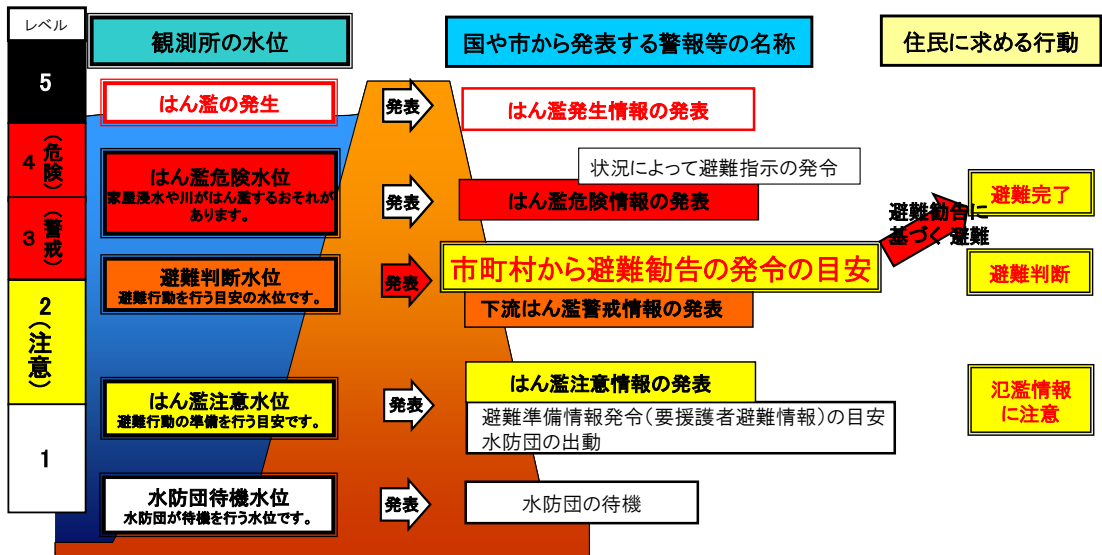 レベル
観測所の水位
国や市から発表する警報等の名称
住民に求める行動
5
はん濫の発生
発表
はん濫発生情報の発表
4(危険)
はん濫危険水位
家屋浸水や川がはん濫するおそれが
あります。
発表
状況によって避難指示の発令
はん濫危険情報の発表
避難勧告に
基づく 避難
避難完了
3(警戒)
避難判断水位
避難行動を行う目安の水位です。
発表
市町村から避難勧告の発令の目安
下流はん濫警戒情報の発表
避難判断
2(注意)
はん濫注意水位
避難行動の準備を行う目安です。
発表
はん濫注意情報の発表
避難準備情報発令(要援護者避難情報)の目安
水防団の出動
氾濫情報
に注意
1
水防団待機水位
水防団が待機を行う水位です。
発表
水防団の待機